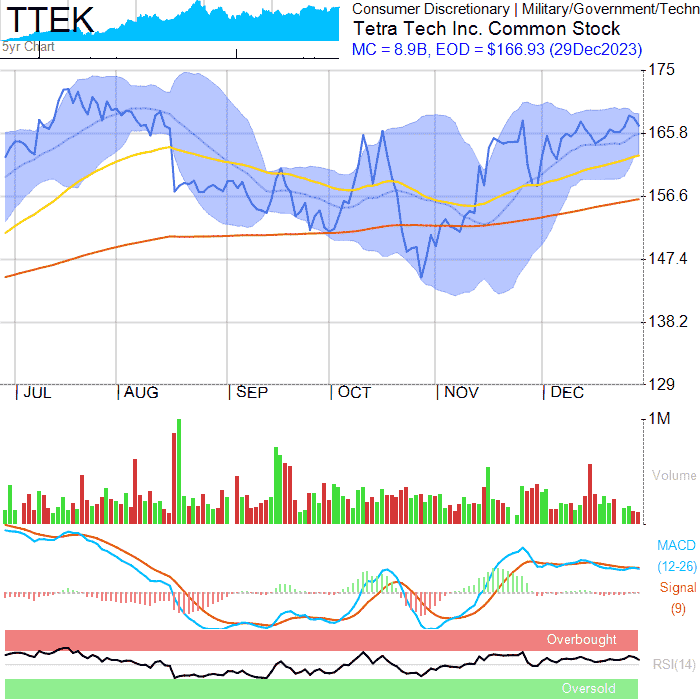 TTEK
5yr Chart
Consumer Discretionary | Military/Government/Techn
Tetra Tech Inc. Common Stock
MC = 8.9B, EOD = $166.93 (29Dec2023)
175
165.8
156.6
147.4
138.2
129
JUL
AUG
SEP
OCT
NOV
DEC
1M
Volume
MACD
(12-26)
Signal
(9)
Overbought
RSI(14)
Oversold